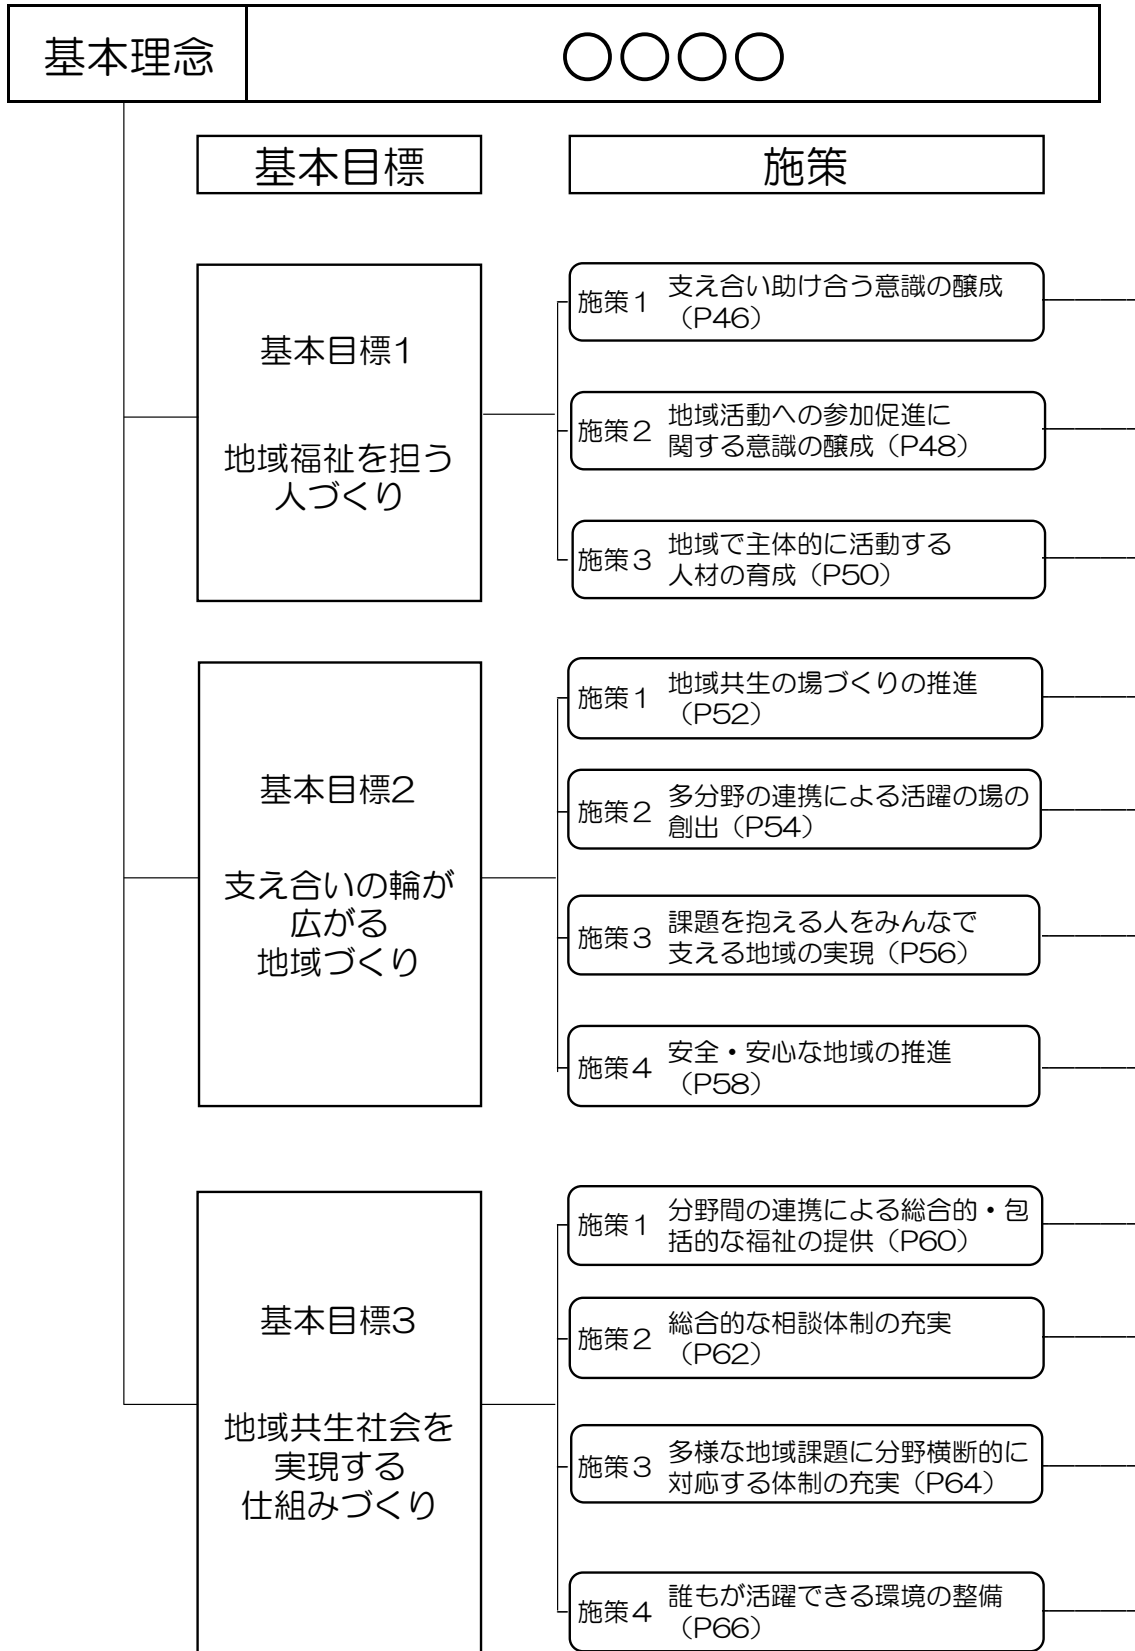 基本理念
〇〇〇〇
基本目標
施策
基本目標1
地域福祉を担う
人づくり
施策1
支え合い助け合う意識の醸成
（P46）
施策2
地域活動への参加促進に
関する意識の醸成（P48）
施策3
地域で主体的に活動する
人材の育成（P50）
基本目標2
支え合いの輪が
広がる
地域づくり
施策1
地域共生の場づくりの推進
（P52）
施策2
多分野の連携による活躍の場の
創出（P54）
施策3
課題を抱える人をみんなで
支える地域の実現（P56）
施策4
安全・安心な地域の推進
（P58）
基本目標3
地域共生社会を
実現する
仕組みづくり
施策1
分野間の連携による総合的・包
括的な福祉の提供（P60）
施策2
総合的な相談体制の充実
（P62）
施策3
多様な地域課題に分野横断的に
対応する体制の充実（P64）
施策4
誰もが活躍できる環境の整備
（P66）